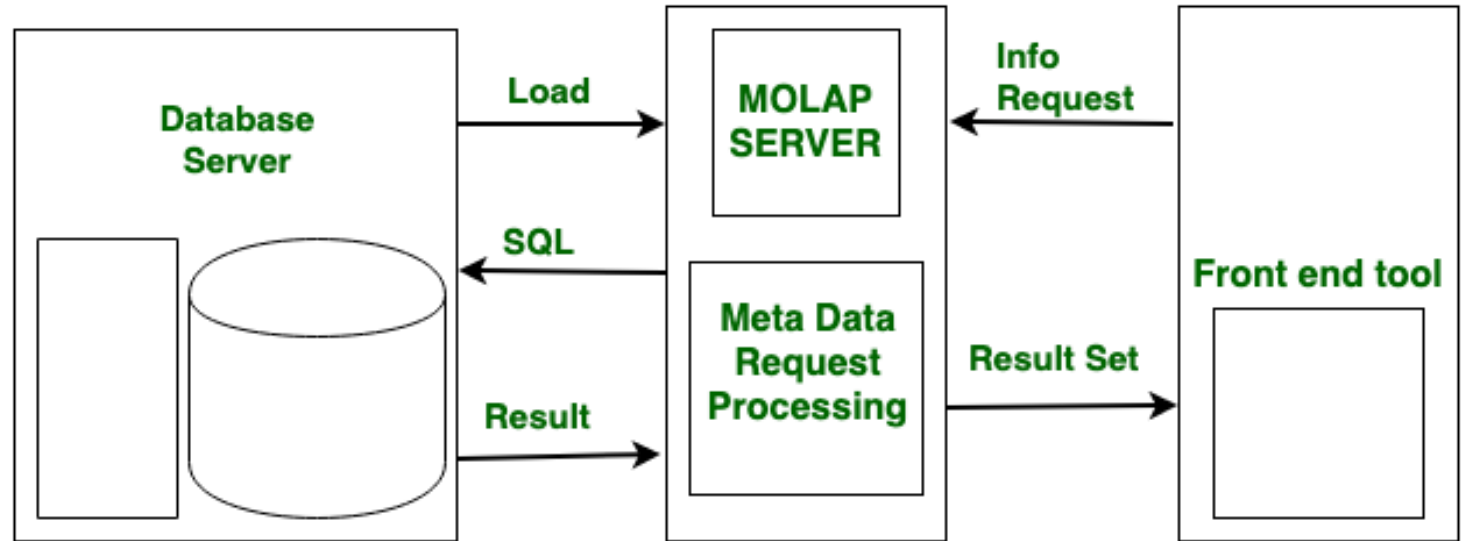 Database
Server
Load
SQL
Result
MOLAP
SERVER
Meta Data
Request
Processing
Info
Request
Result Set
Front end tool